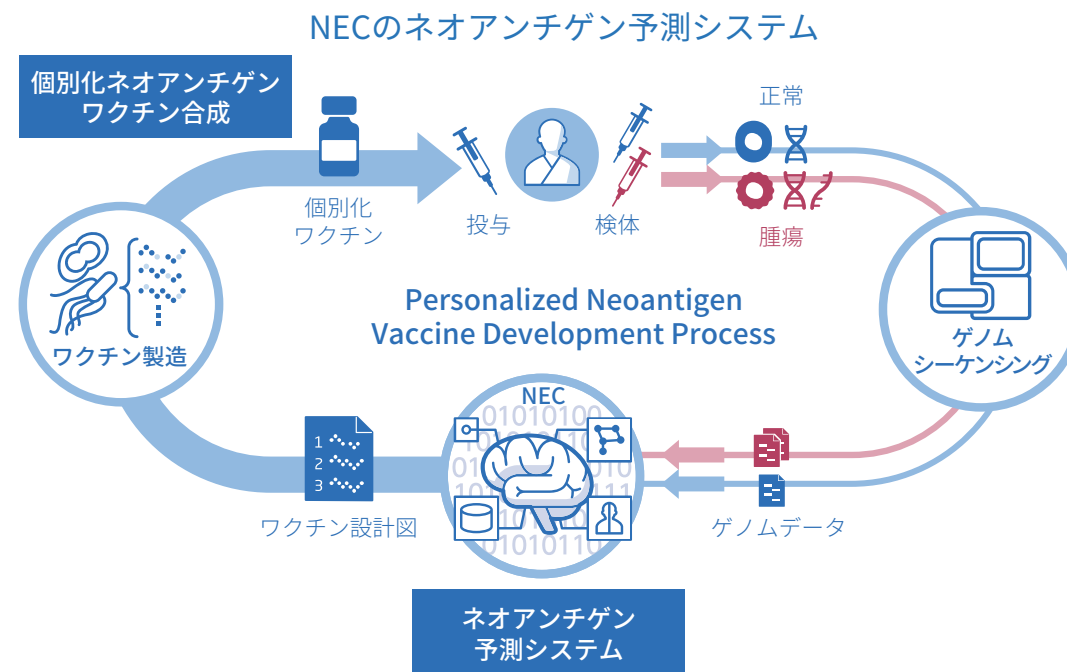 NECのネオアンチゲン予測システム
個別化ネオアンチゲン
ワクチン合成
個別化
ワクチン
投与
検体
正常
腫瘍
Personalized Neoantigen
Vaccine Development Process
ワクチン製造
ゲノム
シーケンシング
NEC
01010100
010
111
01010110
1
2
3
ワクチン設計図
ゲノムデータ
ネオアンチゲン
予測システム